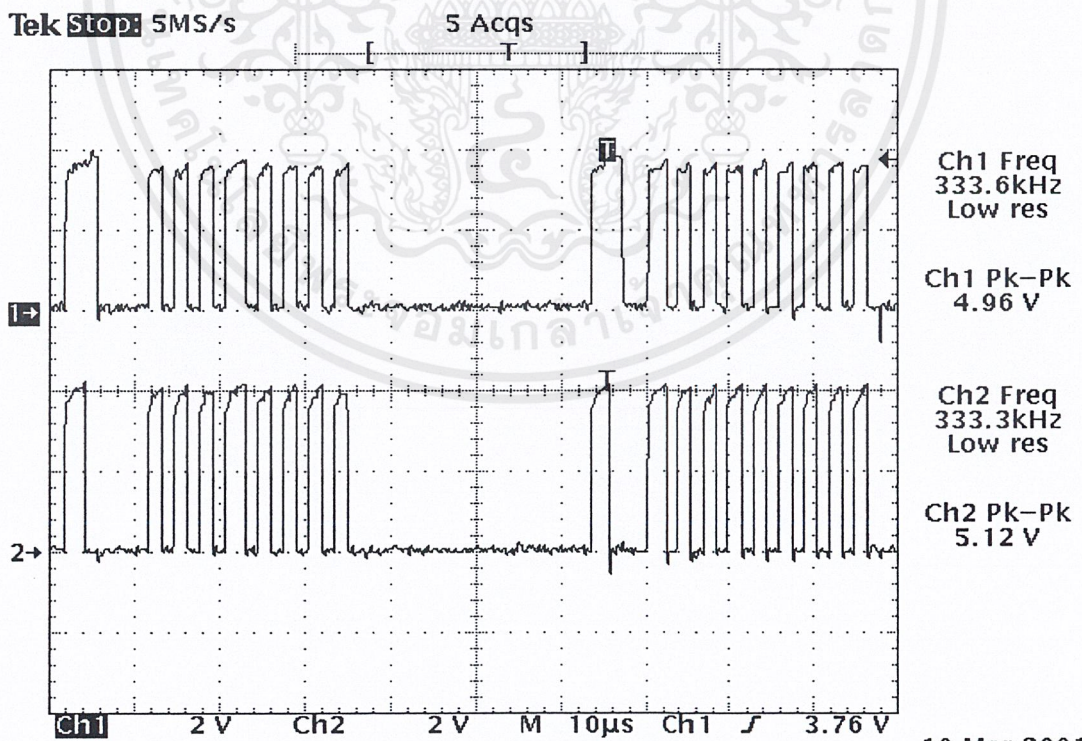 Tek Stop: 5MS/s 5 Acqs
[ T ]
T
Ch1 Freq
333.6kHz
Low res
Ch1 Pk–Pk
4.96 V
1→
T
Ch2 Freq
333.3kHz
Low res
Ch2 Pk–Pk
5.12 V
2→
Ch1 2 V Ch2 2 V M 10µs Ch1 3.76 V